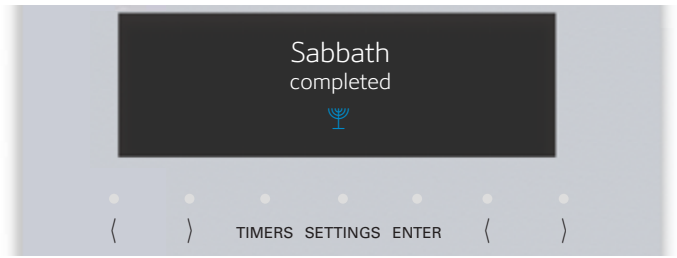 Sabbath
completed
〈 〉 TIMERS SETTINGS ENTER 〈 〉